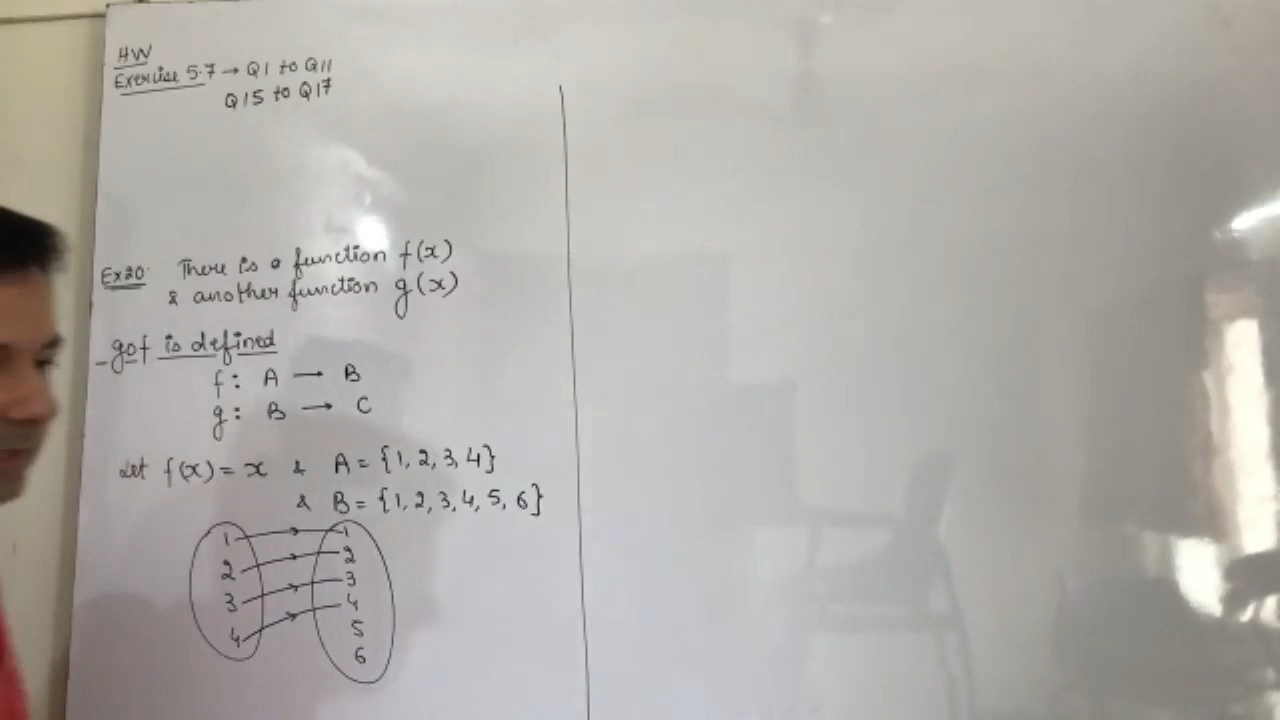 HW
Exercise 5.7 → Q1 to Q11
Q15 to Q17
Ex20 There is a function f(x)
& another function g(x)
- gof is defined
f: A → B
g: B → C
Let f(x) = x & A = {1, 2, 3, 4}
& B = {1, 2, 3, 4, 5, 6}
1 1
2 2
3 3
4 4
5
6